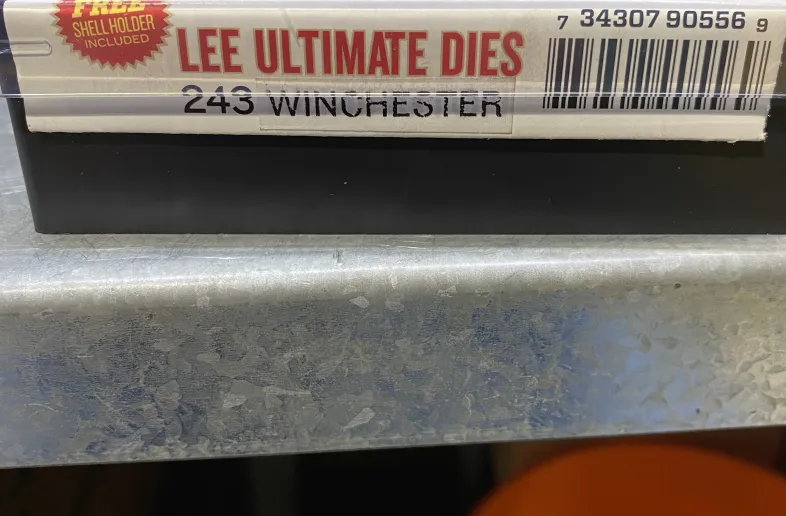 FREE
SHELL HOLDER
INCLUDED
LEE ULTIMATE DIES
243 WINCHESTER
7 34307 90556 9